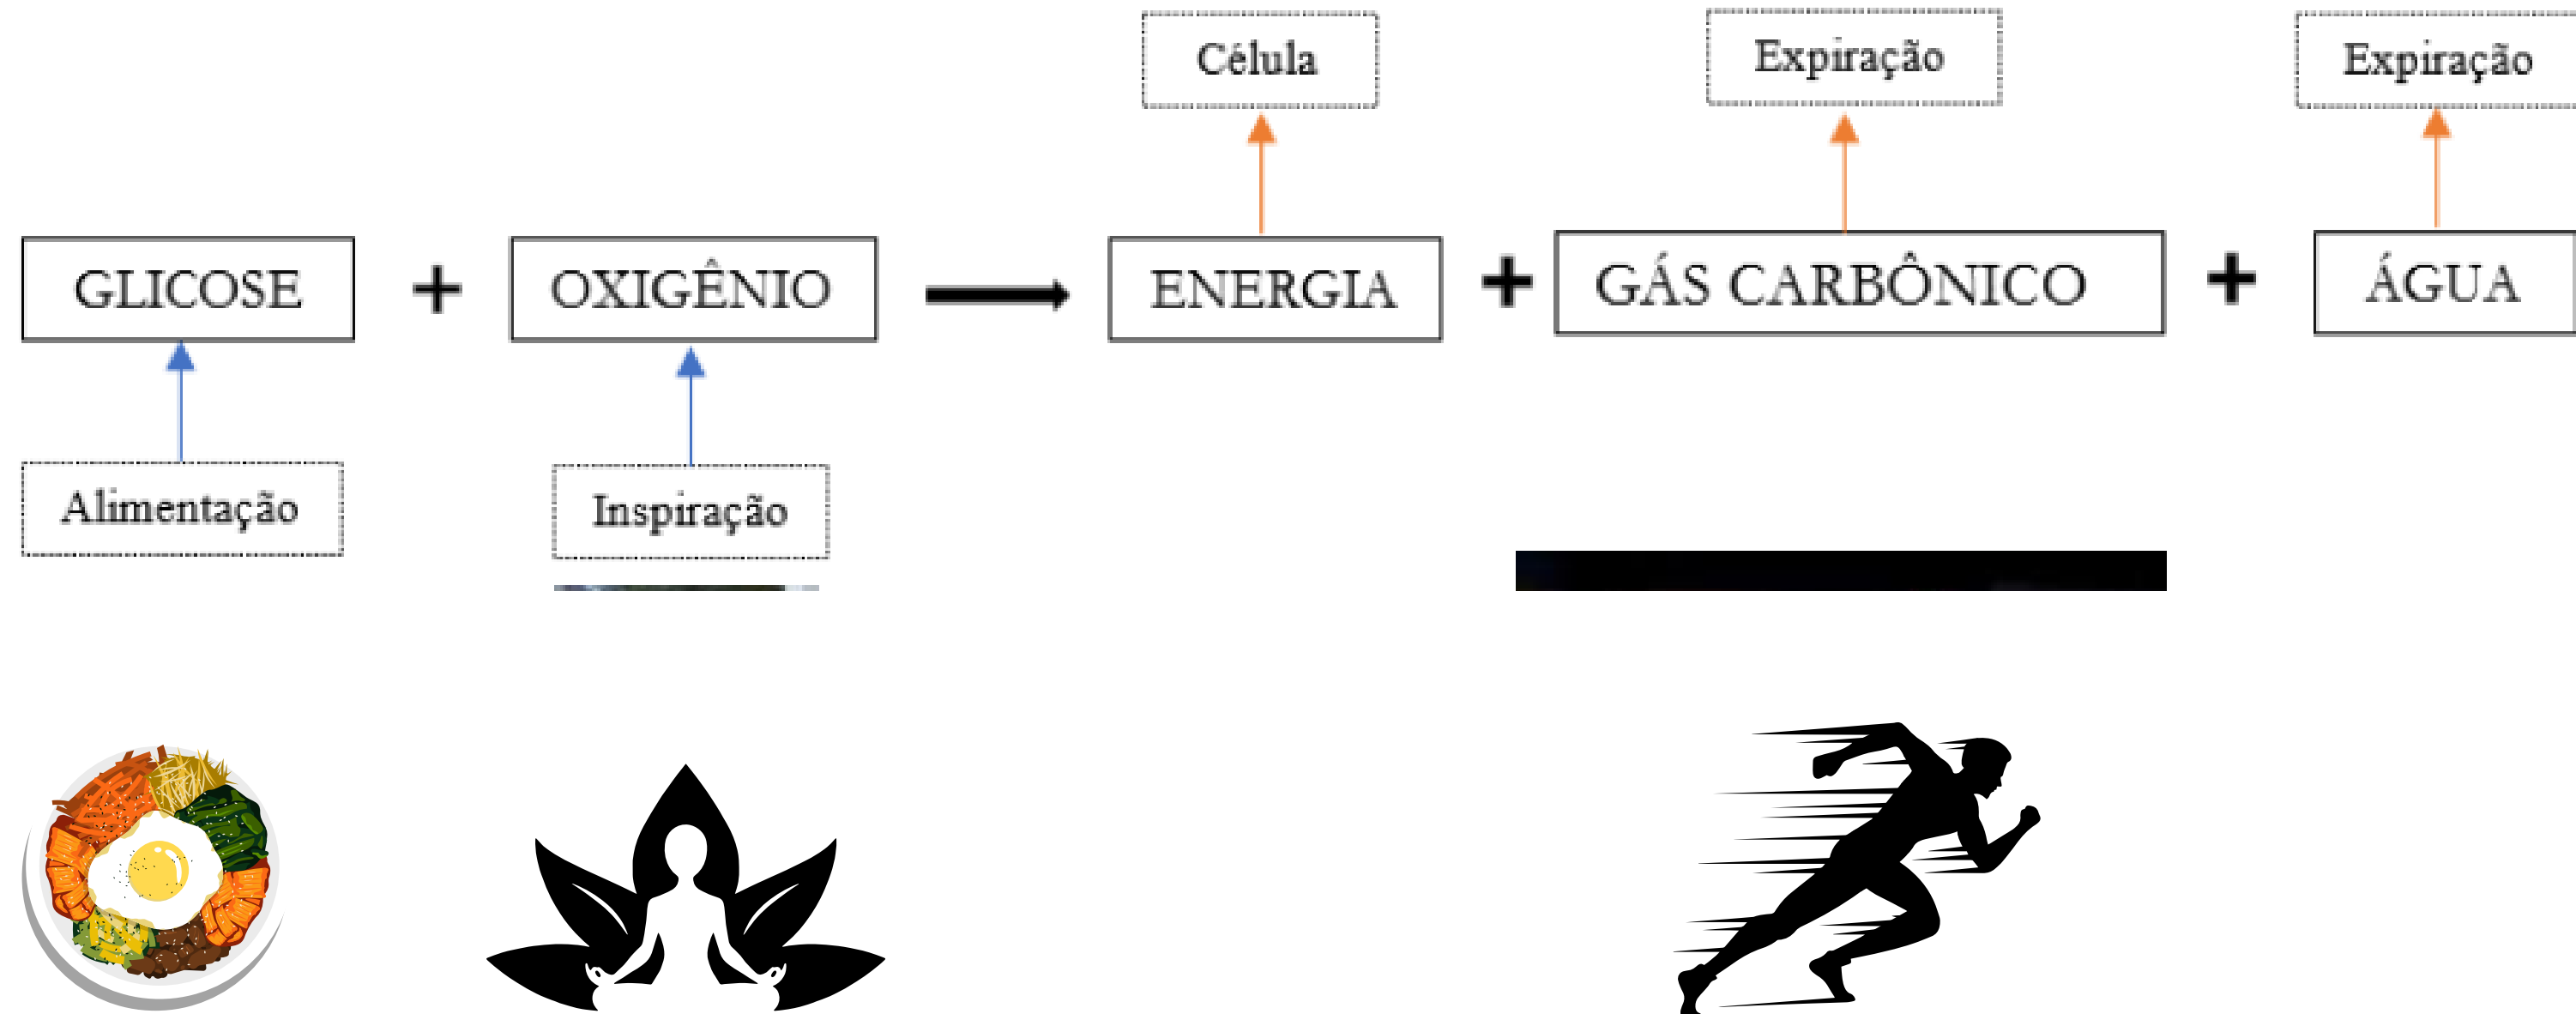 Célula
Expiração
Expiração
GLICOSE + OXIGÊNIO → ENERGIA + GÁS CARBÔNICO + ÁGUA
Alimentação
Inspiração